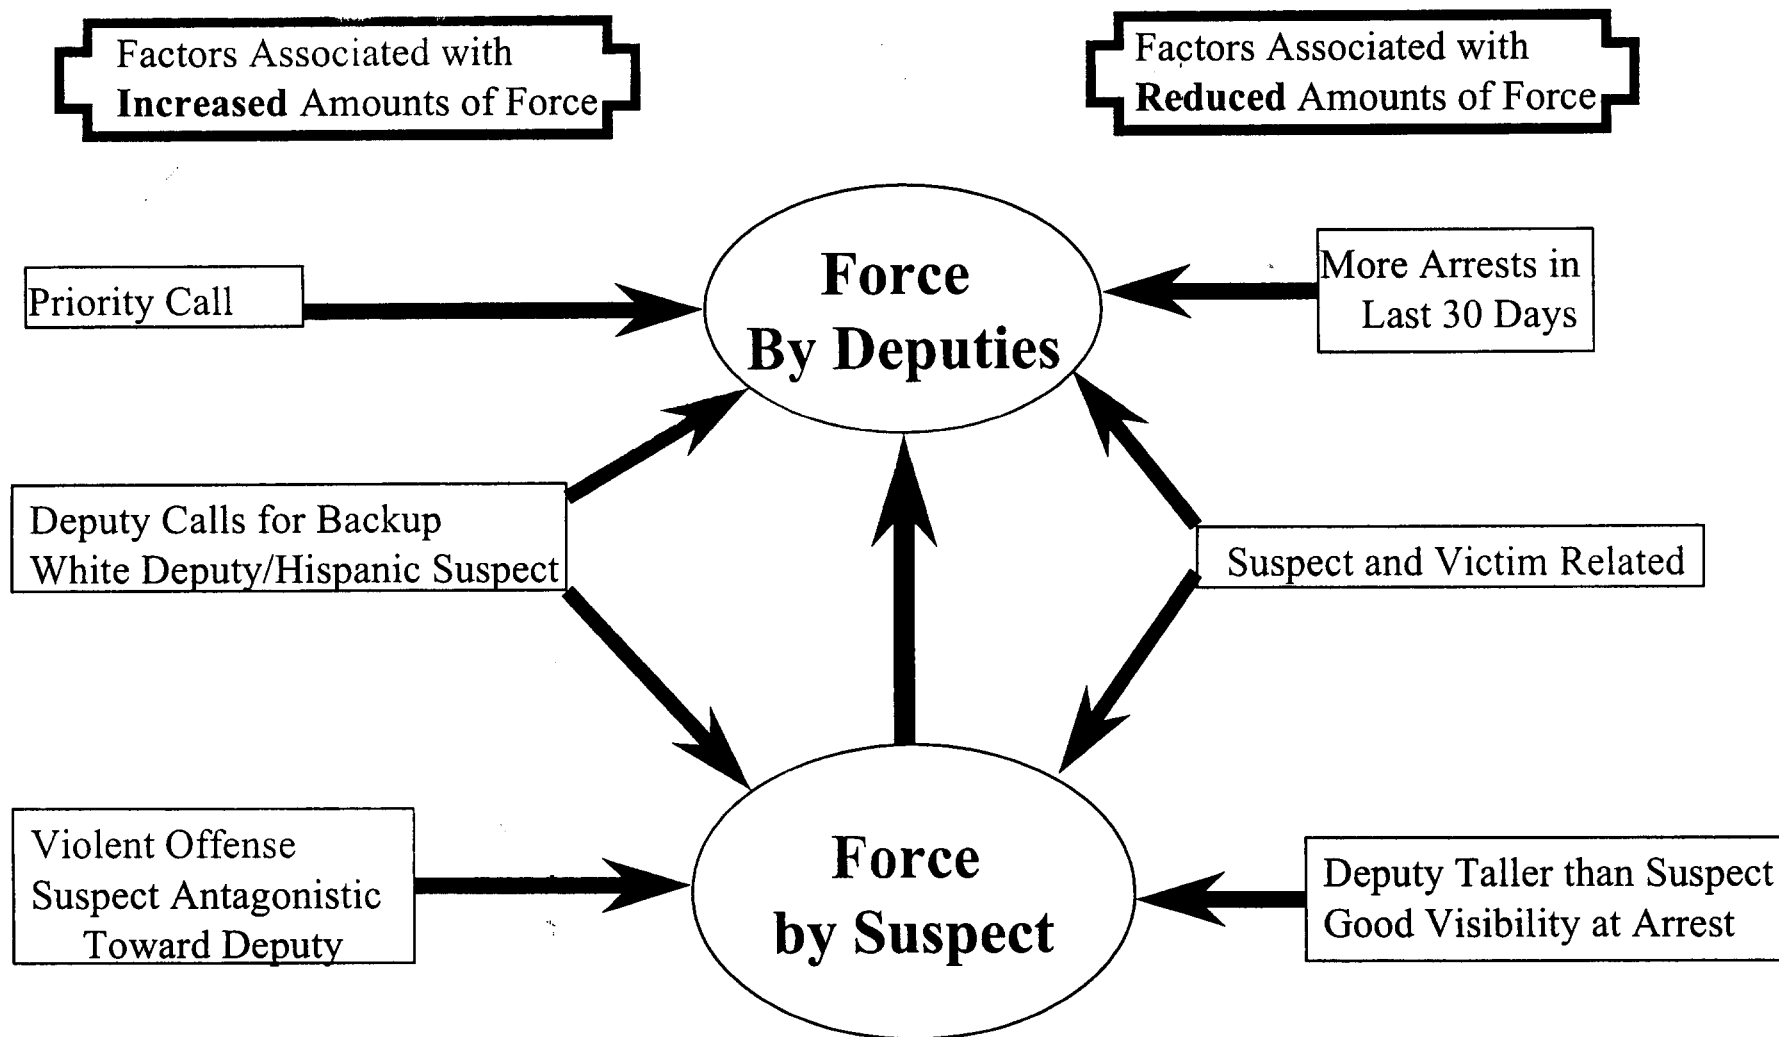 Factors Associated with
Increased Amounts of Force
Factors Associated with
Reduced Amounts of Force
Priority Call
Force
By Deputies
More Arrests in
Last 30 Days
Deputy Calls for Backup
White Deputy/Hispanic Suspect
Suspect and Victim Related
Violent Offense
Suspect Antagonistic
Toward Deputy
Force
by Suspect
Deputy Taller than Suspect
Good Visibility at Arrest